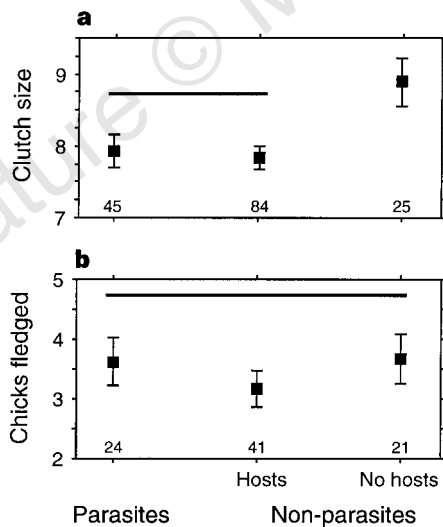 a
Clutch size
9
8
7
45 84 25
b
Chicks fledged
5
4
3
2
24 41 21
Hosts No hosts
Parasites Non-parasites
ature © M